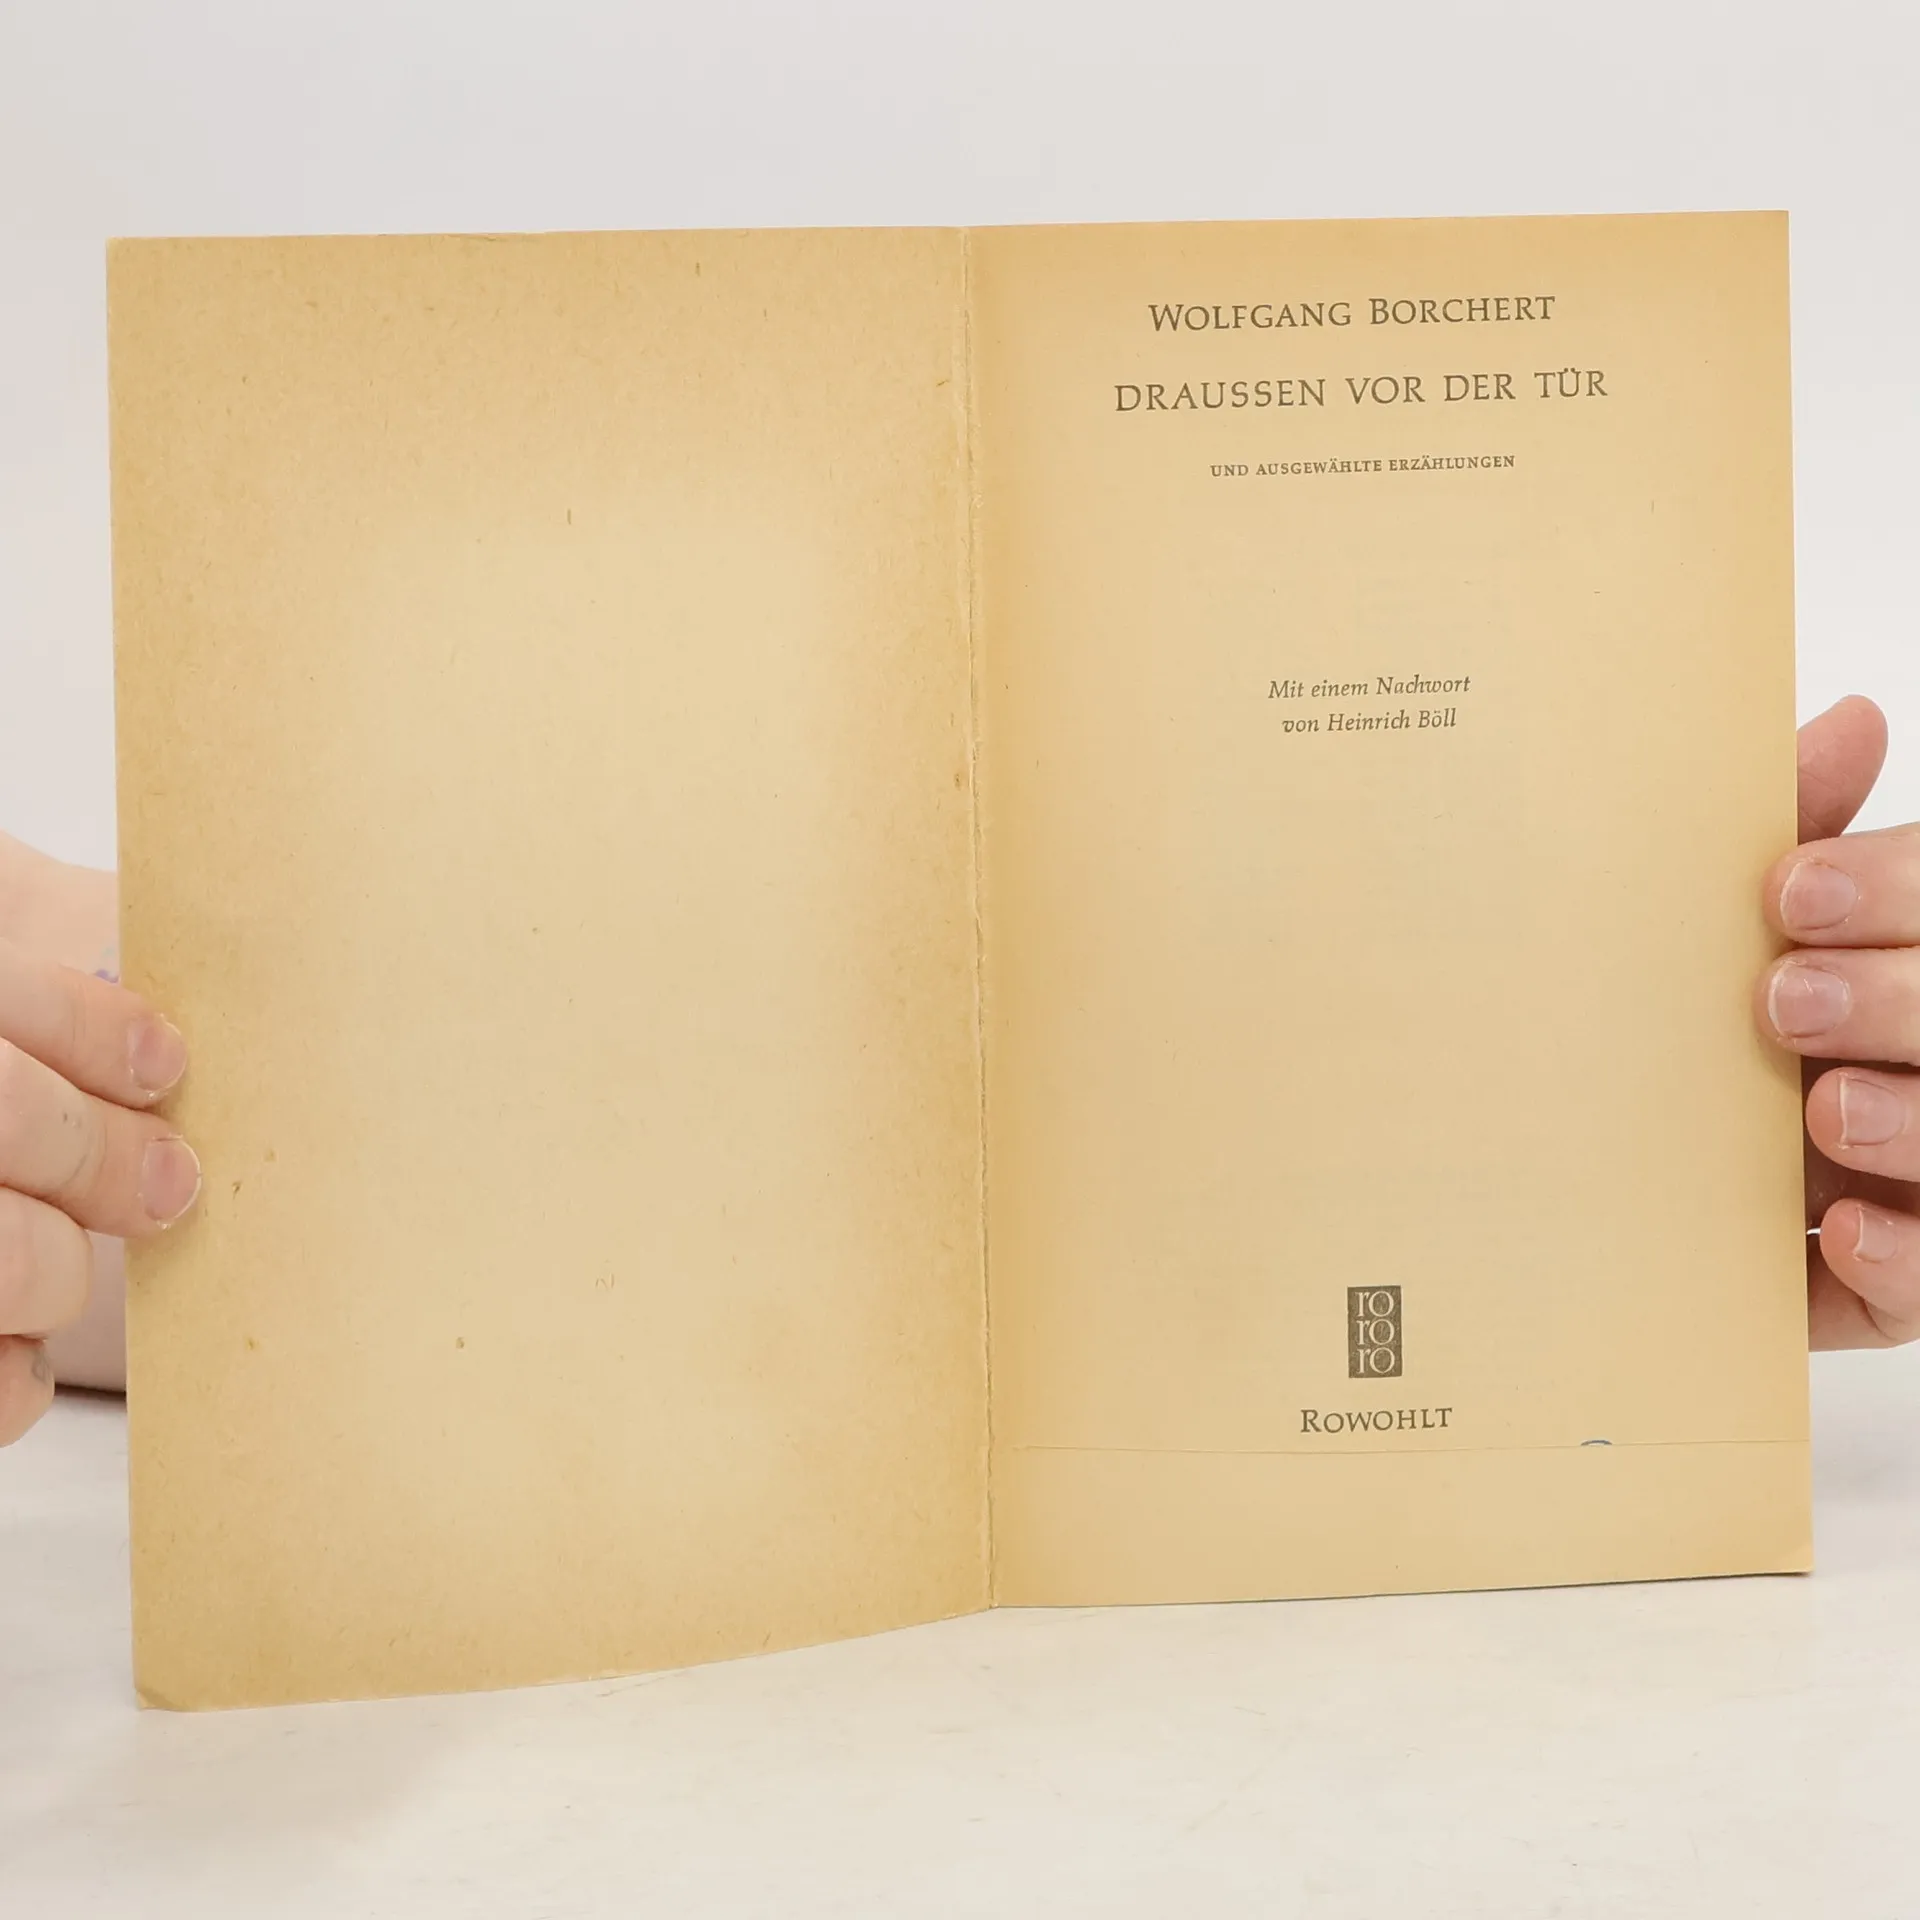 WOLFGANG BORCHERT
DRAUSSEN VOR DER TÜR
UND AUSGEWÄHLTE ERZÄHLUNGEN
Mit einem Nachwort
von Heinrich Böll
ro
ro
ro
ROWOHLT